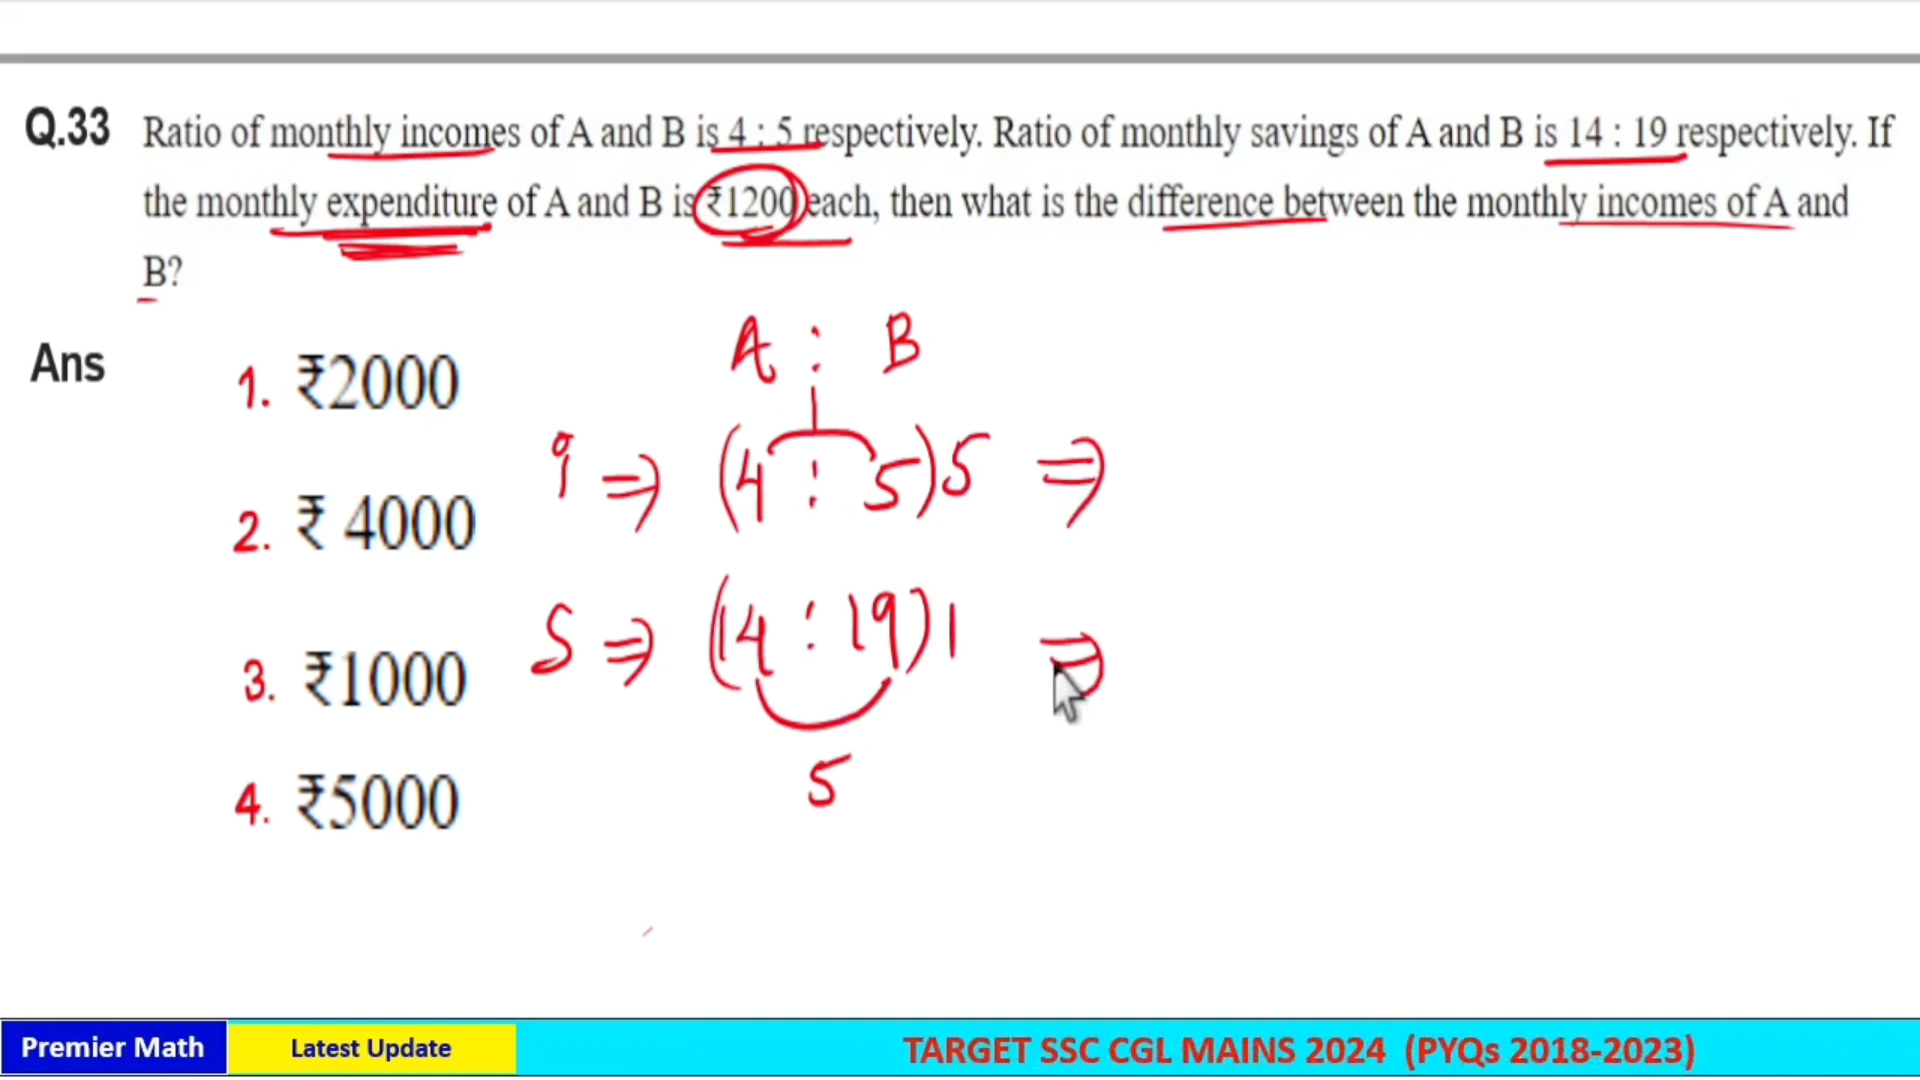 Q.33 Ratio of monthly incomes of A and B is 4 : 5 respectively. Ratio of monthly savings of A and B is 14 : 19 respectively. If
the monthly expenditure of A and B is ₹1200 each, then what is the difference between the monthly incomes of A and
B?
Ans
1. ₹2000
2. ₹ 4000
3. ₹1000
4. ₹5000
A : B
i ⇒ (4 : 5)5 ⇒
S ⇒ (14 : 19)1 ⇒
5
Premier Math
Latest Update
TARGET SSC CGL MAINS 2024 (PYQs 2018-2023)